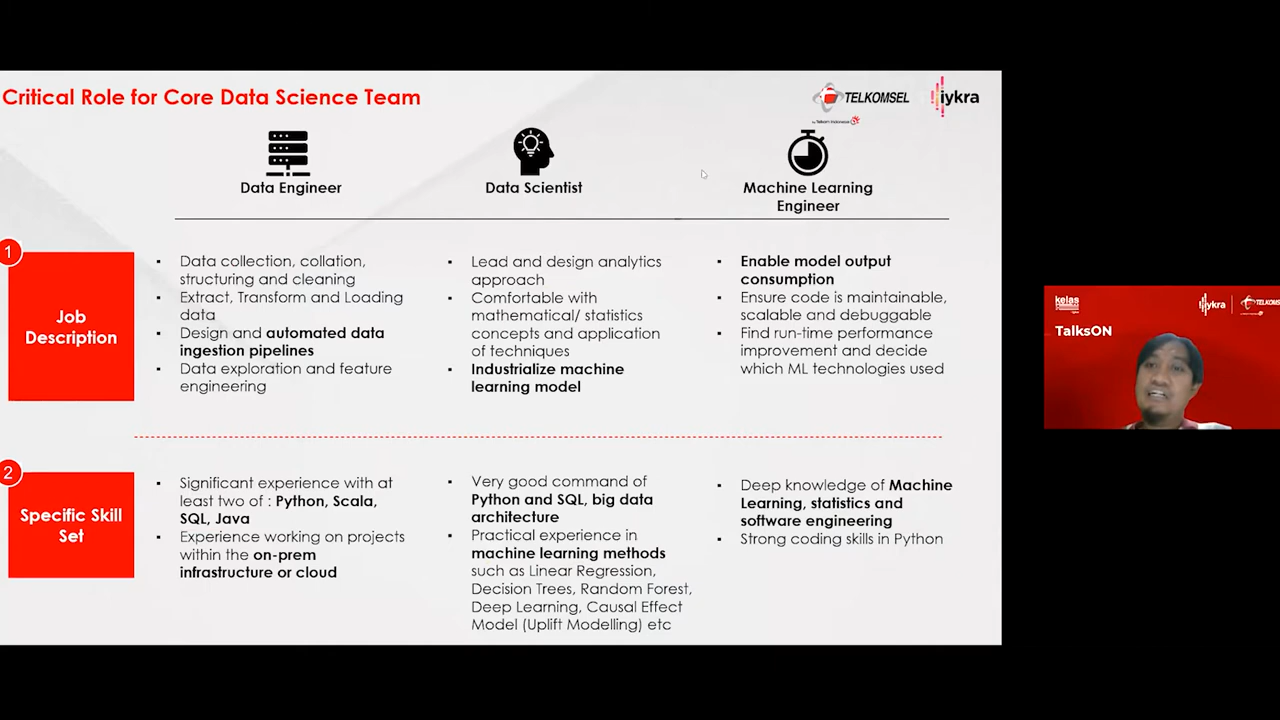 Critical Role for Core Data Science Team
TELKOMSEL
by Telkom Indonesia
iykra
Data Engineer
Data Scientist
Machine Learning
Engineer
1
Job
Description
▪ Data collection, collation,
structuring and cleaning
▪ Extract, Transform and Loading
data
▪ Design and automated data
ingestion pipelines
▪ Data exploration and feature
engineering
▪ Lead and design analytics
approach
▪ Comfortable with
mathematical/ statistics
concepts and application
of techniques
▪ Industrialize machine
learning model
▪ Enable model output
consumption
▪ Ensure code is maintainable,
scalable and debuggable
▪ Find run-time performance
improvement and decide
which ML technologies used
2
Specific Skill
Set
▪ Significant experience with at
least two of : Python, Scala,
SQL, Java
▪ Experience working on projects
within the on-prem
infrastructure or cloud
▪ Very good command of
Python and SQL, big data
architecture
▪ Practical experience in
machine learning methods
such as Linear Regression,
Decision Trees, Random Forest,
Deep Learning, Causal Effect
Model (Uplift Modelling) etc
▪ Deep knowledge of Machine
Learning, statistics and
software engineering
▪ Strong coding skills in Python
kelas
iykra
TELKOMS
TalksON